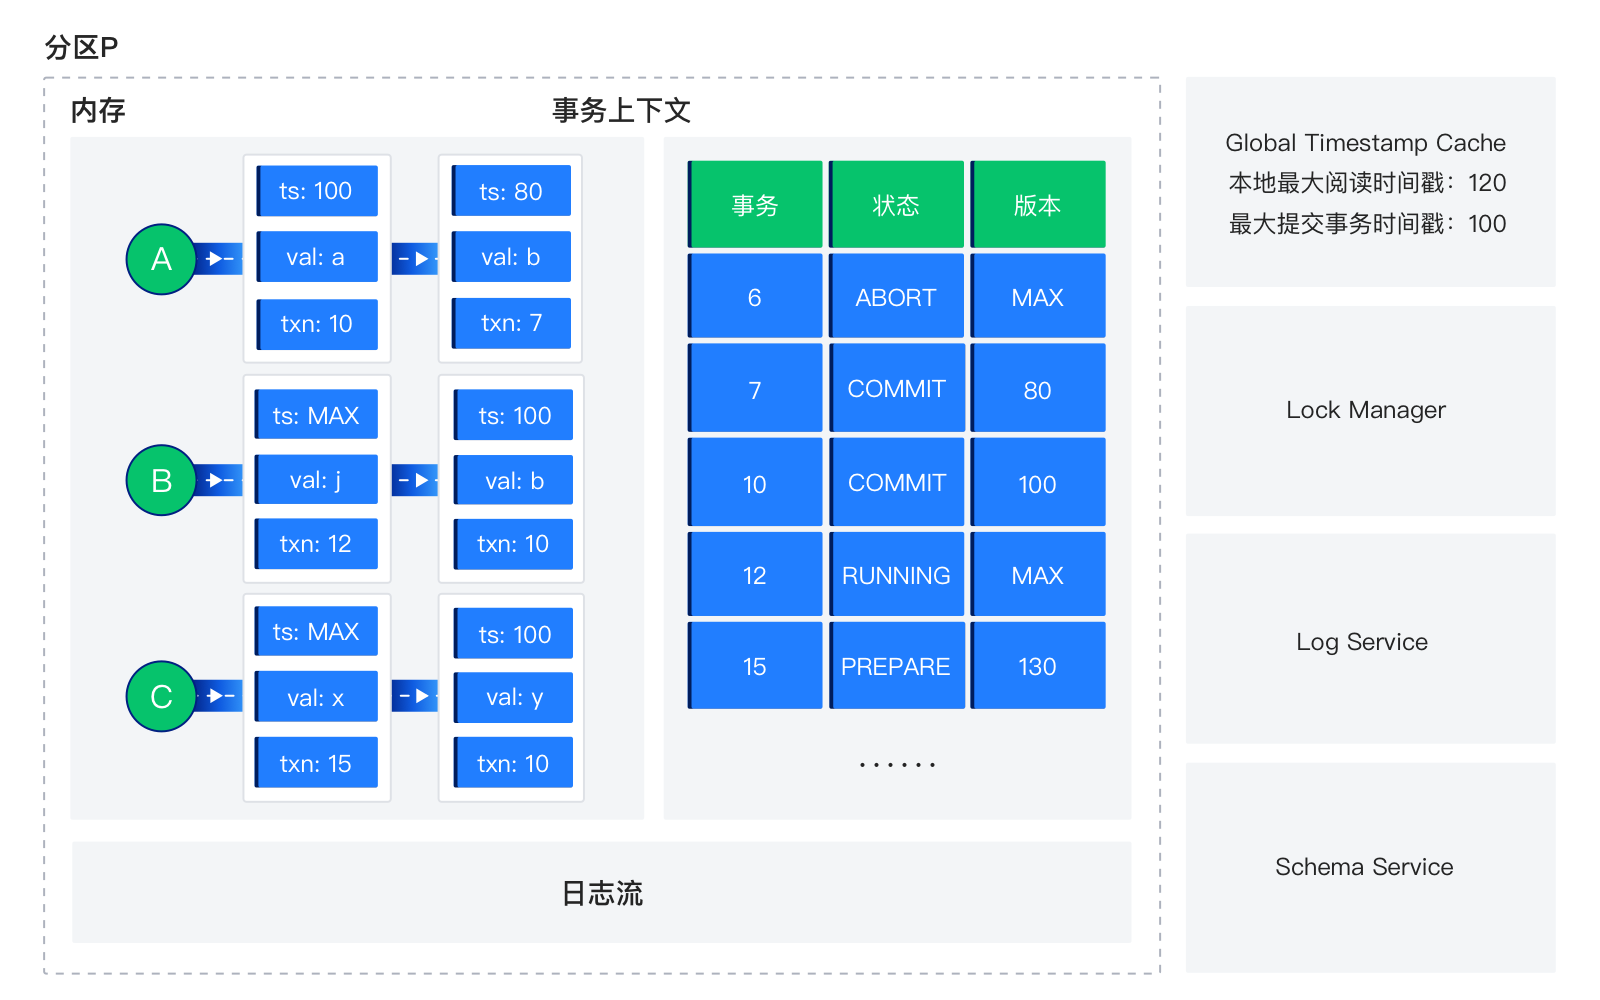 分区P
内存
事务上下文
A
ts: 100
val: a
txn: 10
ts: 80
val: b
txn: 7
B
ts: MAX
val: j
txn: 12
ts: 100
val: b
txn: 10
C
ts: MAX
val: x
txn: 15
ts: 100
val: y
txn: 10
事务 状态 版本
6 ABORT MAX
7 COMMIT 80
10 COMMIT 100
12 RUNNING MAX
15 PREPARE 130
······
日志流
Global Timestamp Cache
本地最大阅读时间戳：120
最大提交事务时间戳：100
Lock Manager
Log Service
Schema Service